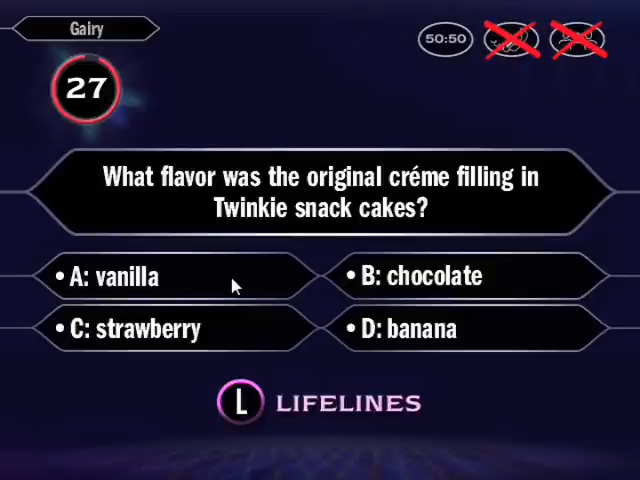 Gairy
50:50
27
What flavor was the original créme filling in
Twinkie snack cakes?
• A: vanilla
• B: chocolate
• C: strawberry
• D: banana
L LIFELINES